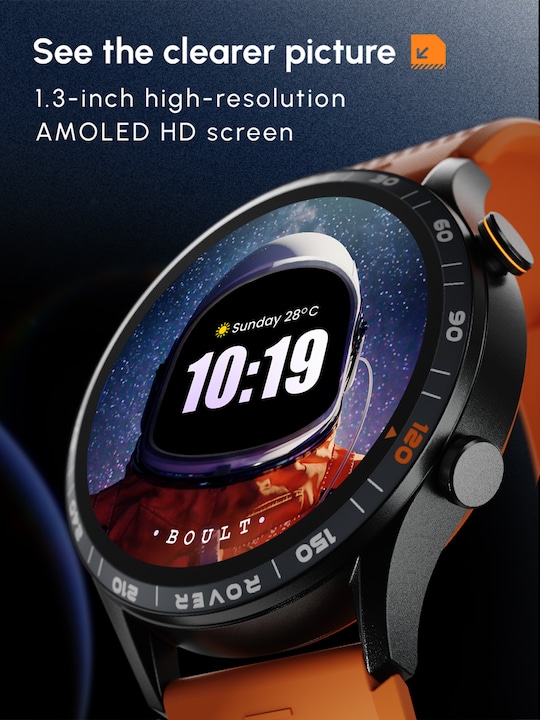 See the clearer picture
1.3-inch high-resolution
AMOLED HD screen
Sunday 28°C
10:19
• BOULT •
60
90
120
150
ROVER
210
240